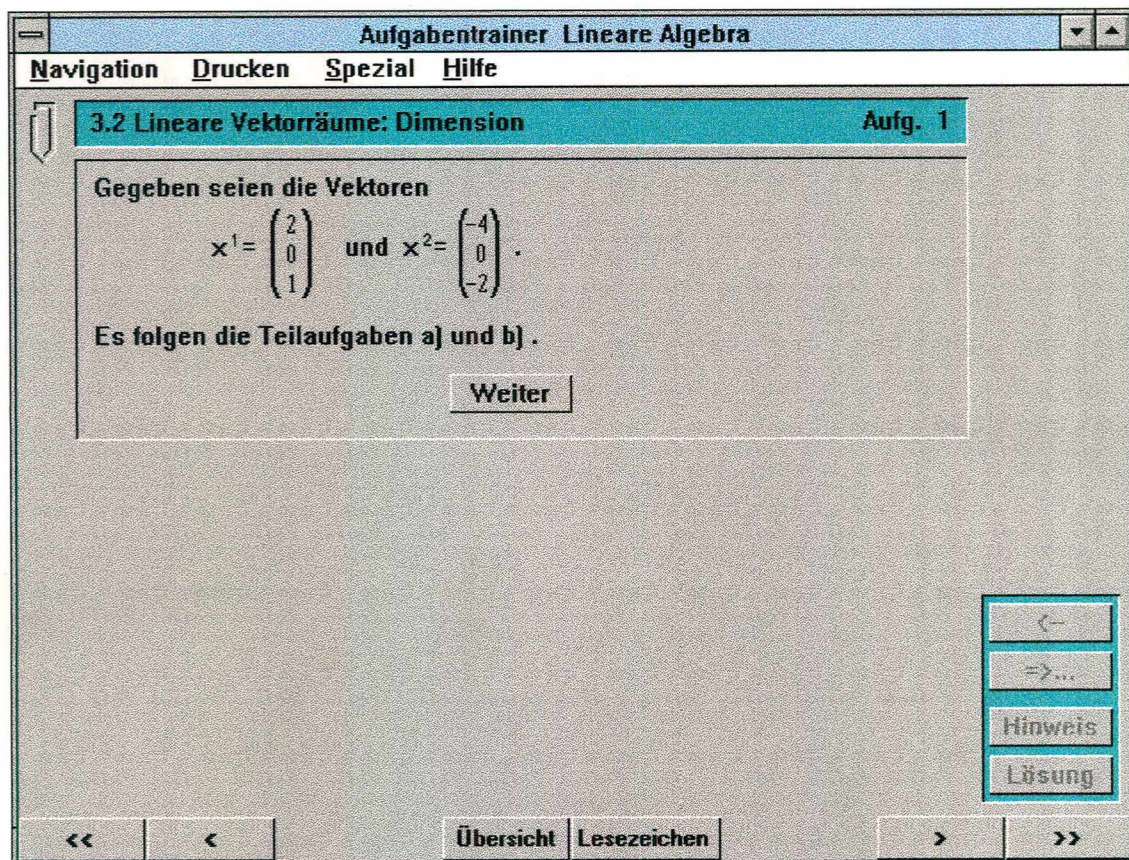 Aufgabentrainer Lineare Algebra
Navigation Drucken Spezial Hilfe
3.2 Lineare Vektorräume: Dimension Aufg. 1
Gegeben seien die Vektoren
x¹= (2 0 1) und x²= (-4 0 -2) .
Es folgen die Teilaufgaben a) und b) .
Weiter
<--
=>...
Hinweis
Lösung
<< < Übersicht Lesezeichen > >>